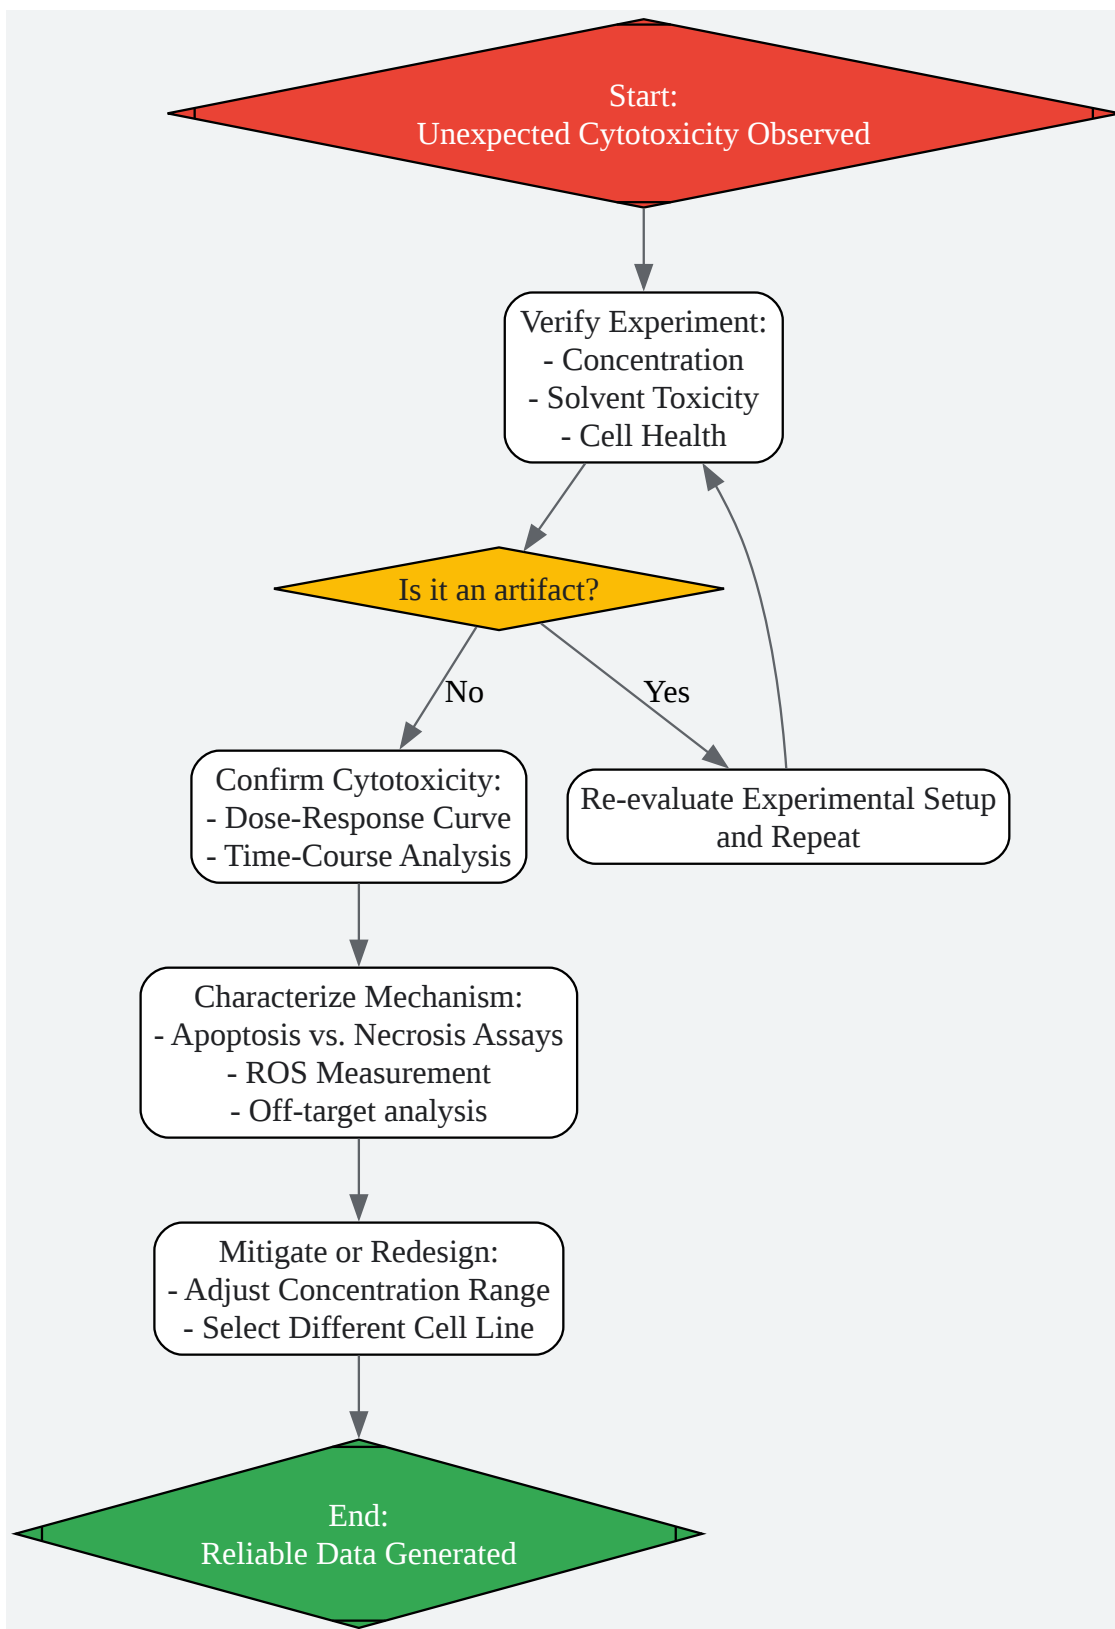 Start:
Unexpected Cytotoxicity Observed
Verify Experiment:
- Concentration
- Solvent Toxicity
- Cell Health
Is it an artifact?
No
Yes
Confirm Cytotoxicity:
- Dose-Response Curve
- Time-Course Analysis
Re-evaluate Experimental Setup
and Repeat
Characterize Mechanism:
- Apoptosis vs. Necrosis Assays
- ROS Measurement
- Off-target analysis
Mitigate or Redesign:
- Adjust Concentration Range
- Select Different Cell Line
End:
Reliable Data Generated